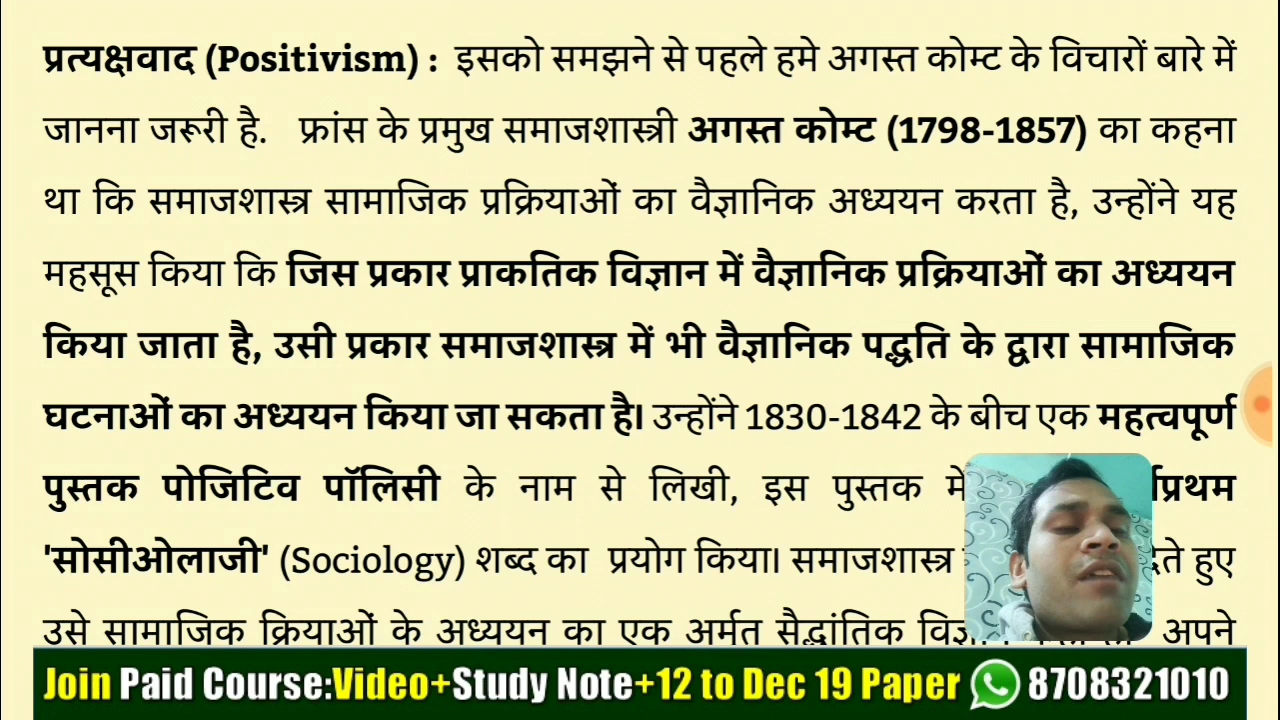 प्रत्यक्षवाद (Positivism) : इसको समझने से पहले हमे अगस्त कोम्ट के विचारों बारे में
जानना जरूरी है. फ्रांस के प्रमुख समाजशास्त्री अगस्त कोम्ट (1798-1857) का कहना
था कि समाजशास्त्र सामाजिक प्रक्रियाओं का वैज्ञानिक अध्ययन करता है, उन्होंने यह
महसूस किया कि जिस प्रकार प्राकतिक विज्ञान में वैज्ञानिक प्रक्रियाओं का अध्ययन
किया जाता है, उसी प्रकार समाजशास्त्र में भी वैज्ञानिक पद्धति के द्वारा सामाजिक
घटनाओं का अध्ययन किया जा सकता है। उन्होंने 1830-1842 के बीच एक महत्वपूर्ण
पुस्तक पोजिटिव पॉलिसी के नाम से लिखी, इस पुस्तक में
'सोसीओलाजी' (Sociology) शब्द का प्रयोग किया। समाजशास्त्र हुए
उसे सामाजिक क्रियाओं के अध्ययन का एक अर्मत सैद्धांतिक अपने
Join Paid Course:Video+Study Note+12 to Dec 19 Paper 8708321010